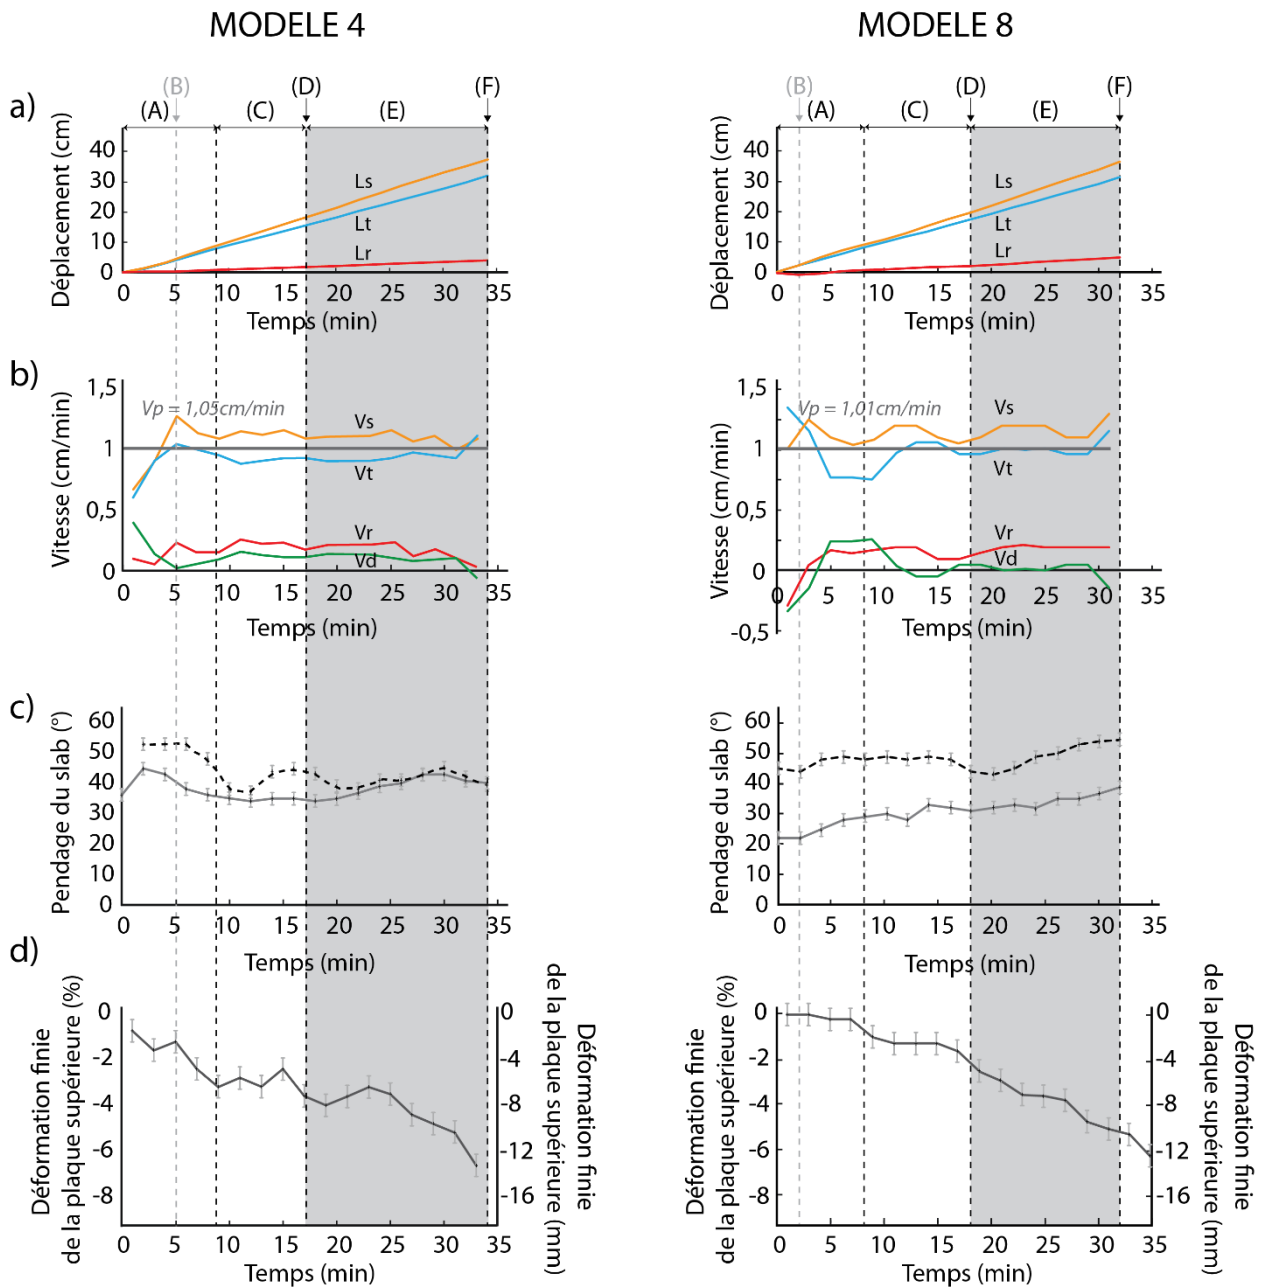 MODELE 4
MODELE 8
a)
(A)
(B)
(C)
(D)
(E)
(F)
Déplacement (cm)
40
30
20
10
0
Ls
Lt
Lr
0 5 10 15 20 25 30 35
Temps (min)
(A)
(B)
(C)
(D)
(E)
(F)
Déplacement (cm)
40
30
20
10
0
Ls
Lt
Lr
0 5 10 15 20 25 30 35
Temps (min)
b)
Vitesse (cm/min)
1,5
1
0,5
0
Vp = 1,05cm/min
Vs
Vt
Vr
Vd
0 5 10 15 20 25 30 35
Temps (min)
Vitesse (cm/min)
1,5
1
0,5
0
-0,5
Vp = 1,01cm/min
Vs
Vt
Vr
Vd
0 5 10 15 20 25 30 35
Temps (min)
c)
Pendage du slab (°)
60
50
40
30
20
10
0
0 5 10 15 20 25 30 35
Temps (min)
Pendage du slab (°)
60
50
40
30
20
10
0
0 5 10 15 20 25 30 35
Temps (min)
d)
Déformation finie
de la plaque supérieure (%)
0
-2
-4
-6
-8
0 5 10 15 20 25 30 35
Temps (min)
0
-4
-8
-12
-16
Déformation finie
de la plaque supérieure (mm)
Déformation finie
de la plaque supérieure (%)
0
-2
-4
-6
-8
0 5 10 15 20 25 30 35
Temps (min)
0
-4
-8
-12
-16
Déformation finie
de la plaque supérieure (mm)